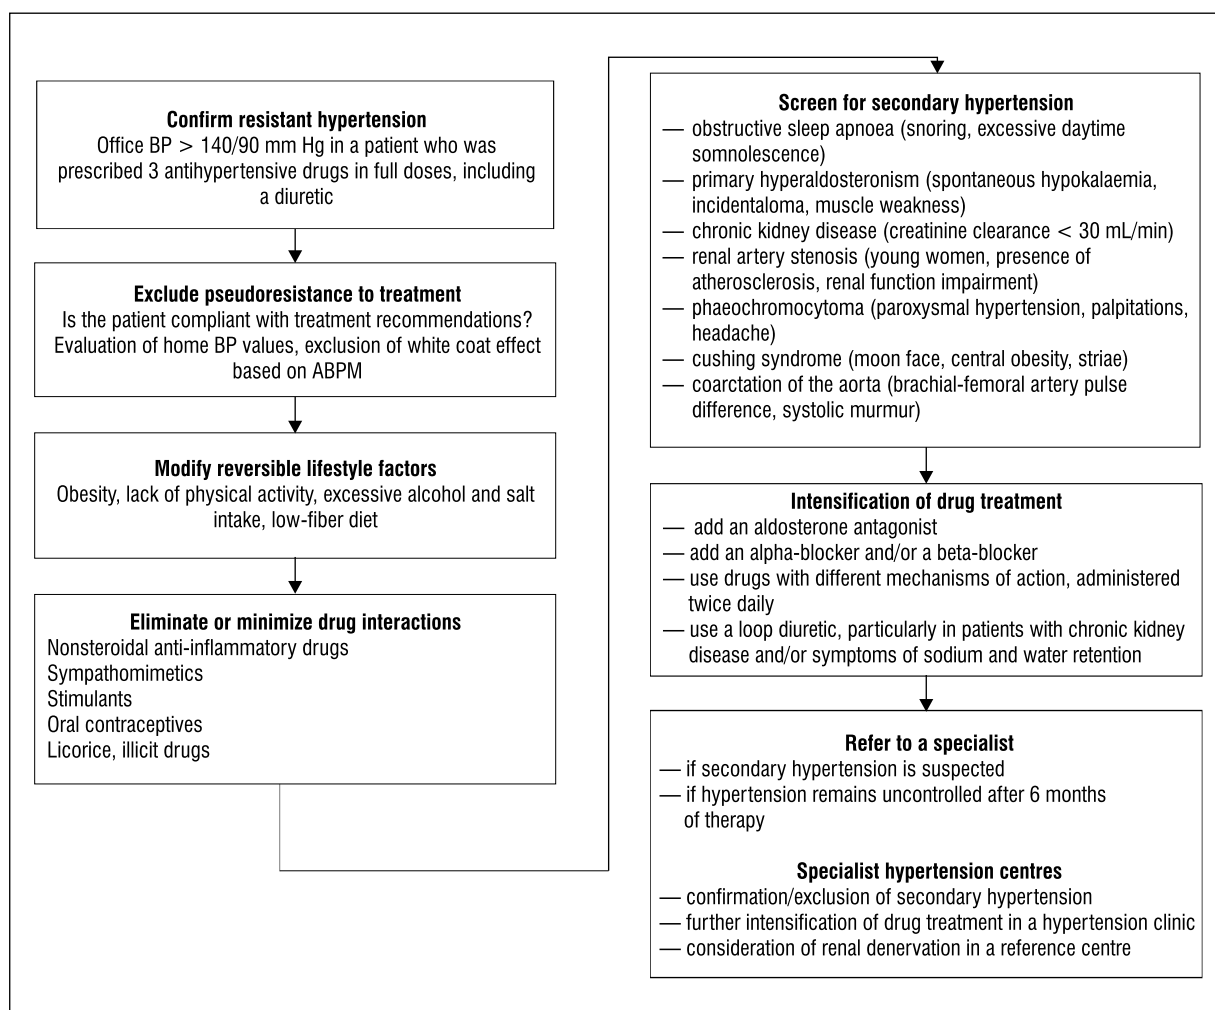 Confirm resistant hypertension
Office BP > 140/90 mm Hg in a patient who was
prescribed 3 antihypertensive drugs in full doses, including
a diuretic
Exclude pseudoresistance to treatment
Is the patient compliant with treatment recommendations?
Evaluation of home BP values, exclusion of white coat effect
based on ABPM
Modify reversible lifestyle factors
Obesity, lack of physical activity, excessive alcohol and salt
intake, low-fiber diet
Eliminate or minimize drug interactions
Nonsteroidal anti-inflammatory drugs
Sympathomimetics
Stimulants
Oral contraceptives
Licorice, illicit drugs
Screen for secondary hypertension
— obstructive sleep apnoea (snoring, excessive daytime
somnolescence)
— primary hyperaldosteronism (spontaneous hypokalaemia,
incidentaloma, muscle weakness)
— chronic kidney disease (creatinine clearance < 30 mL/min)
— renal artery stenosis (young women, presence of
atherosclerosis, renal function impairment)
— phaeochromocytoma (paroxysmal hypertension, palpitations,
headache)
— cushing syndrome (moon face, central obesity, striae)
— coarctation of the aorta (brachial-femoral artery pulse
difference, systolic murmur)
Intensification of drug treatment
— add an aldosterone antagonist
— add an alpha-blocker and/or a beta-blocker
— use drugs with different mechanisms of action, administered
twice daily
— use a loop diuretic, particularly in patients with chronic kidney
disease and/or symptoms of sodium and water retention
Refer to a specialist
— if secondary hypertension is suspected
— if hypertension remains uncontrolled after 6 months
of therapy
Specialist hypertension centres
— confirmation/exclusion of secondary hypertension
— further intensification of drug treatment in a hypertension clinic
— consideration of renal denervation in a reference centre